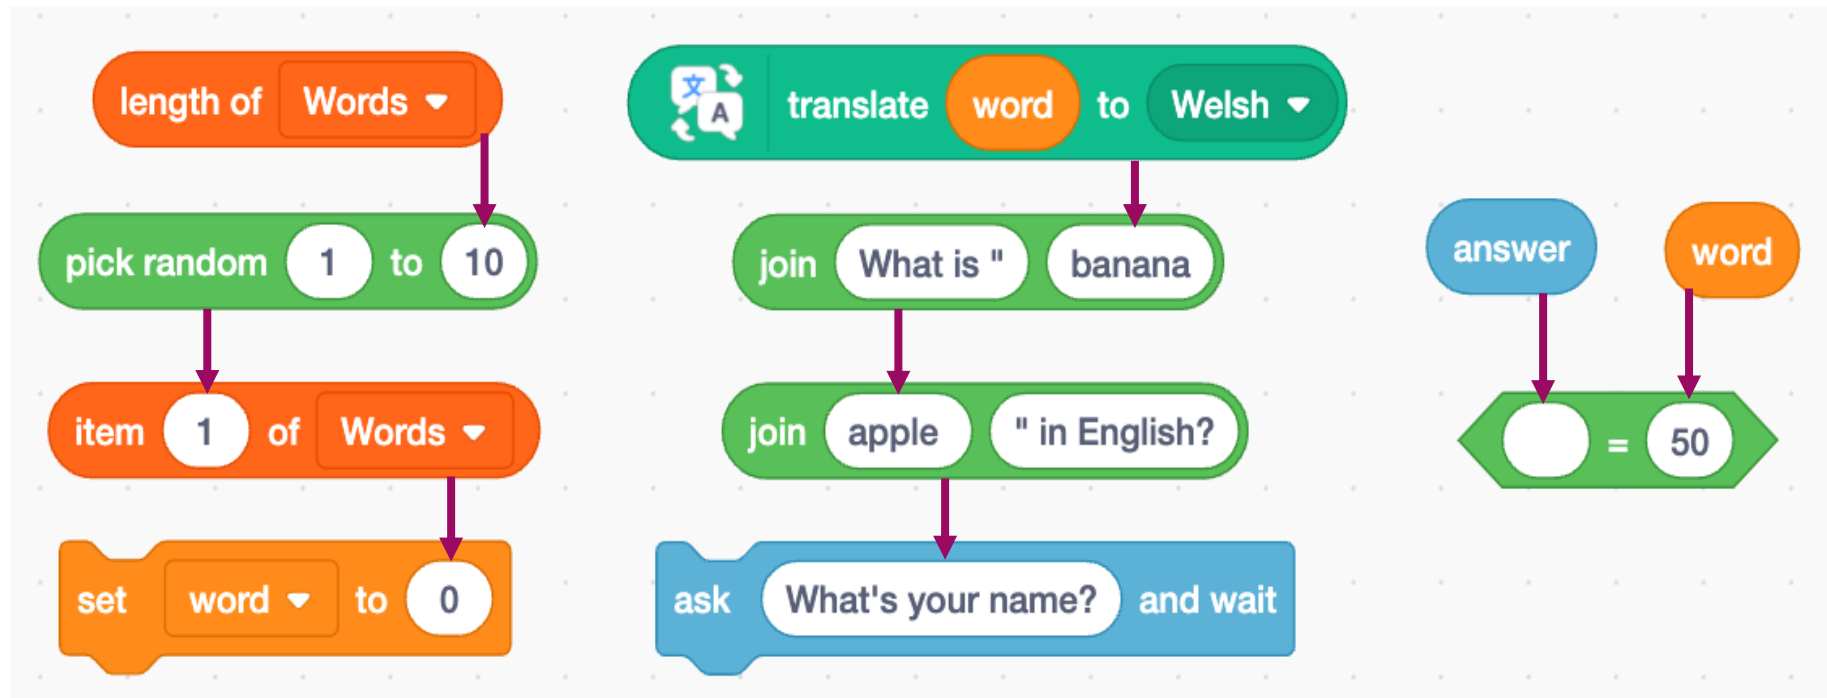 length of Words
pick random 1 to 10
item 1 of Words
set word to 0
文 A translate word to Welsh
join What is " banana
join apple " in English?
ask What's your name? and wait
answer
word
= 50